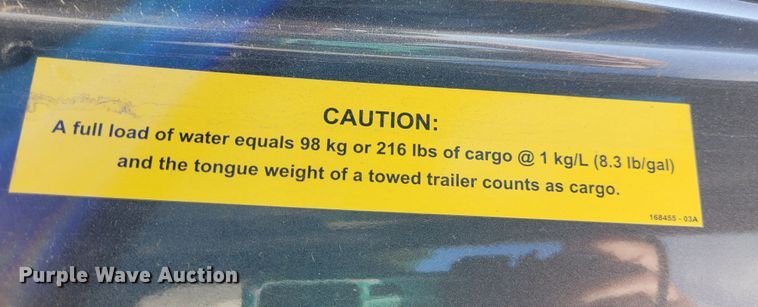 CAUTION:
A full load of water equals 98 kg or 216 lbs of cargo @ 1 kg/L (8.3 lb/gal)
and the tongue weight of a towed trailer counts as cargo.
168455 - 03A
Purple Wave Auction